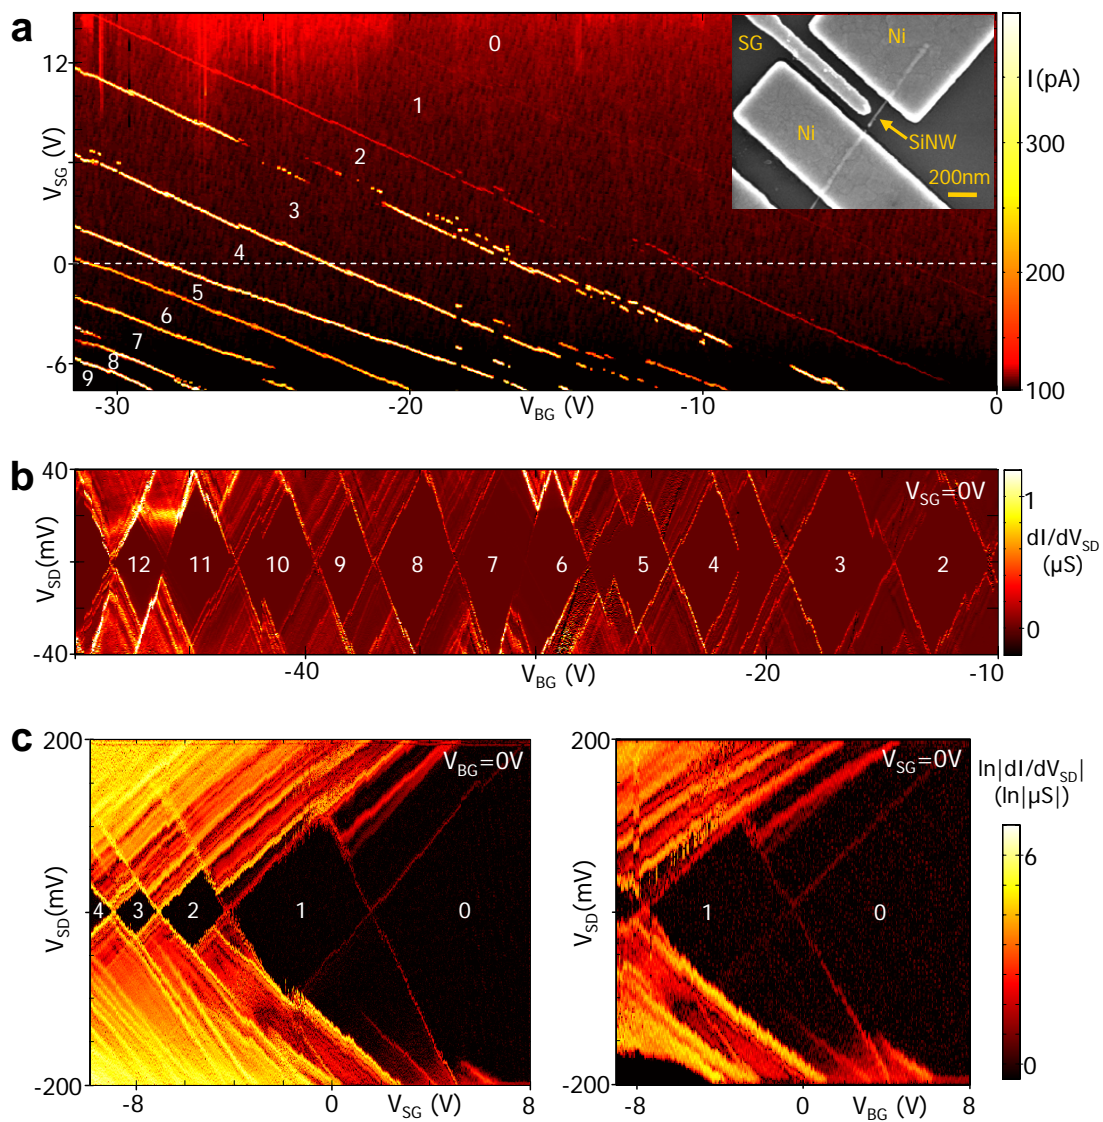 a
12
0
-6
V_SG (V)
0
1
2
3
4
5
6
7
8
9
SG
Ni
Ni
SiNW
200nm
I(pA)
300
200
100
-30
-20
-10
0
V_BG (V)
b
40
-40
V_SD(mV)
V_SG=0V
12 11 10 9 8 7 6 5 4 3 2
1
dI/dV_SD
(µS)
0
-40
-20
-10
V_BG (V)
c
200
-200
V_SD(mV)
V_BG=0V
4 3 2 1 0
-8
0
V_SG (V)
8
200
-200
V_SD(mV)
V_SG=0V
1 0
-8
0
V_BG (V)
8
ln|dI/dV_SD|
(ln|µS|)
6
0